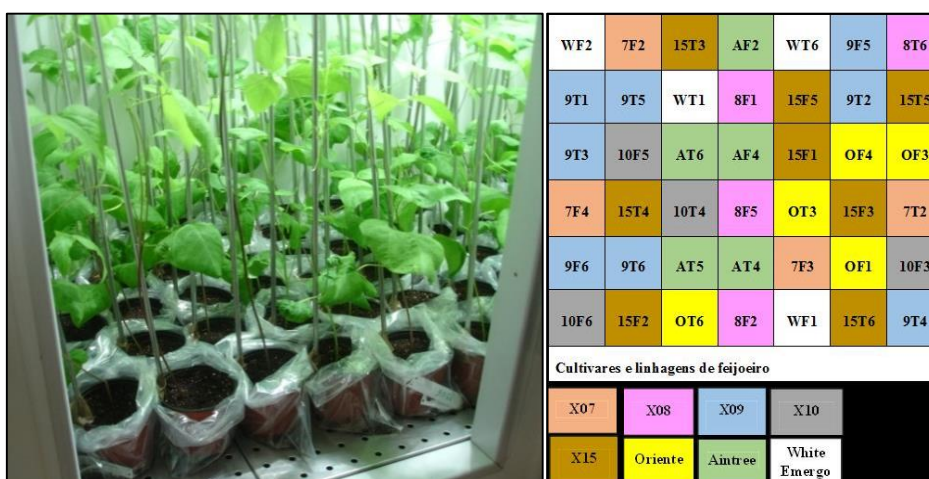 WF2 7F2 15T3 AF2 WT6 9F5 8T6
9T1 9T5 WT1 8F1 15F5 9T2 15T5
9T3 10F5 AT6 AF4 15F1 OF4 OF3
7F4 15T4 10T4 8F5 OT3 15F3 7T2
9F6 9T6 AT5 AT4 7F3 OF1 10F3
10F6 15F2 OT6 8F2 WF1 15T6 9T4
Cultivares e linhagens de feijoeiro
X07 X08 X09 X10
X15 Oriente Aintree White
Emergo